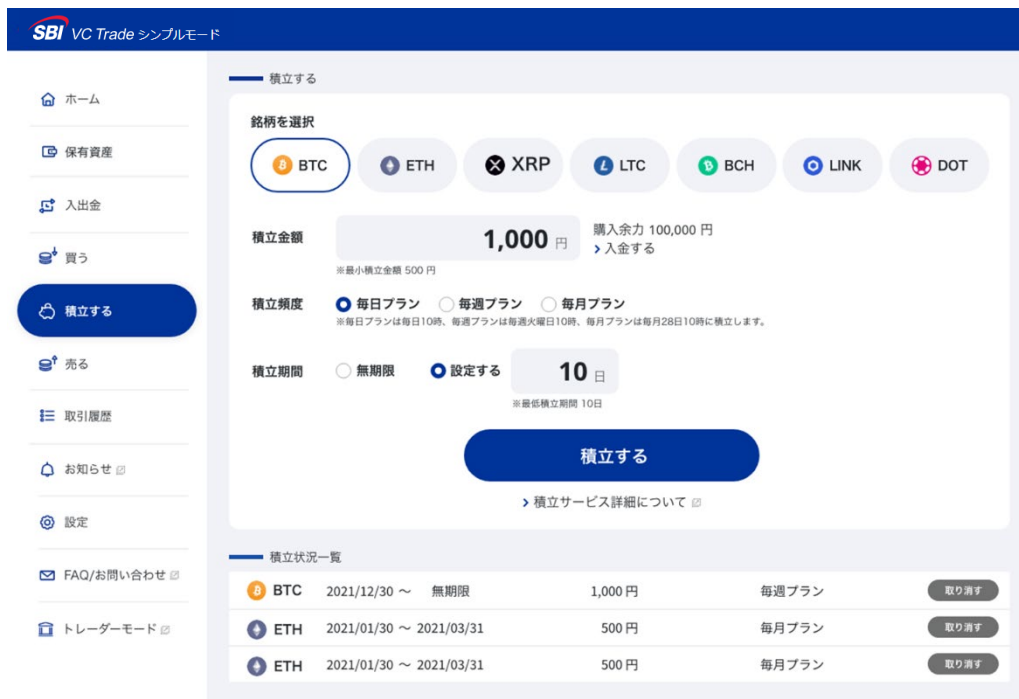 SBI VC Trade シンプルモード
ホーム
保有資産
入出金
買う
積立する
売る
取引履歴
お知らせ
設定
FAQ/お問い合わせ
トレーダーモード
積立する
銘柄を選択
BTC ETH XRP LTC BCH LINK DOT
積立金額 1,000 円 購入余力 100,000 円
入金する
※最小積立金額 500 円
積立頻度 毎日プラン 毎週プラン 毎月プラン
※毎日プランは毎日10時、毎週プランは毎週火曜日10時、毎月プランは毎月28日10時に積立します。
積立期間 無期限 設定する 10 日
※最低積立期間 10日
積立する
積立サービス詳細について
積立状況一覧
BTC 2021/12/30 ～ 無期限 1,000 円 毎週プラン 取り消す
ETH 2021/01/30 ～ 2021/03/31 500 円 毎月プラン 取り消す
ETH 2021/01/30 ～ 2021/03/31 500 円 毎月プラン 取り消す